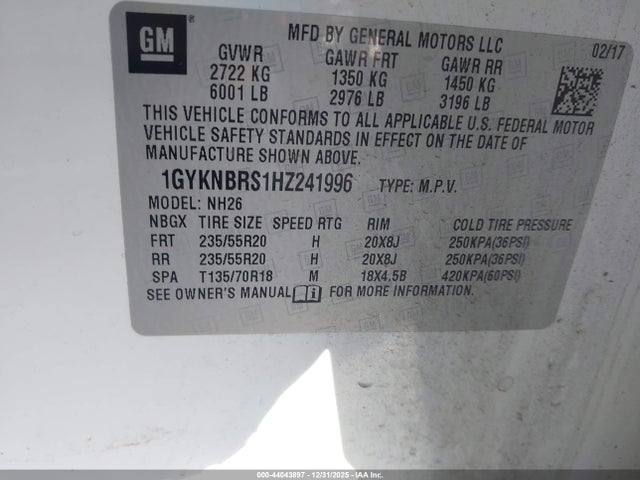 GM
MFD BY GENERAL MOTORS LLC 02/17
GVWR GAWR FRT GAWR RR
2722 KG 1350 KG 1450 KG
6001 LB 2976 LB 3196 LB
THIS VEHICLE CONFORMS TO ALL APPLICABLE U.S. FEDERAL MOTOR
VEHICLE SAFETY STANDARDS IN EFFECT ON THE DATE OF
MANUFACTURE SHOWN ABOVE.
1GYKNBRS1HZ241996 TYPE: M.P.V.
MODEL: NH26
NBGX TIRE SIZE SPEED RTG RIM COLD TIRE PRESSURE
FRT 235/55R20 H 20X8J 250KPA(36PSI)
RR 235/55R20 H 20X8J 250KPA(36PSI)
SPA T135/70R18 M 18X4.5B 420KPA(60PSI)
SEE OWNER'S MANUAL i FOR MORE INFORMATION.
000-44043897 - 12/31/2025 - IAA Inc.